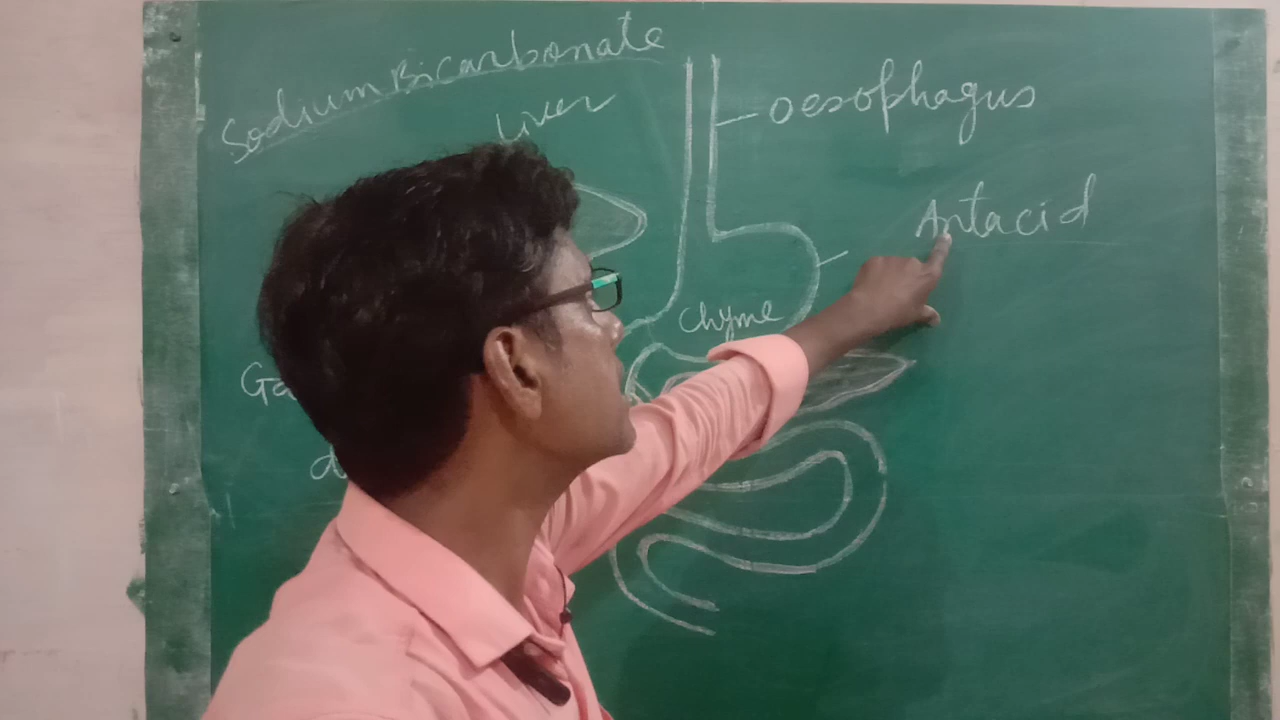 Sodium Bicarbonate
Liver
oesophagus
Antacid
chyme